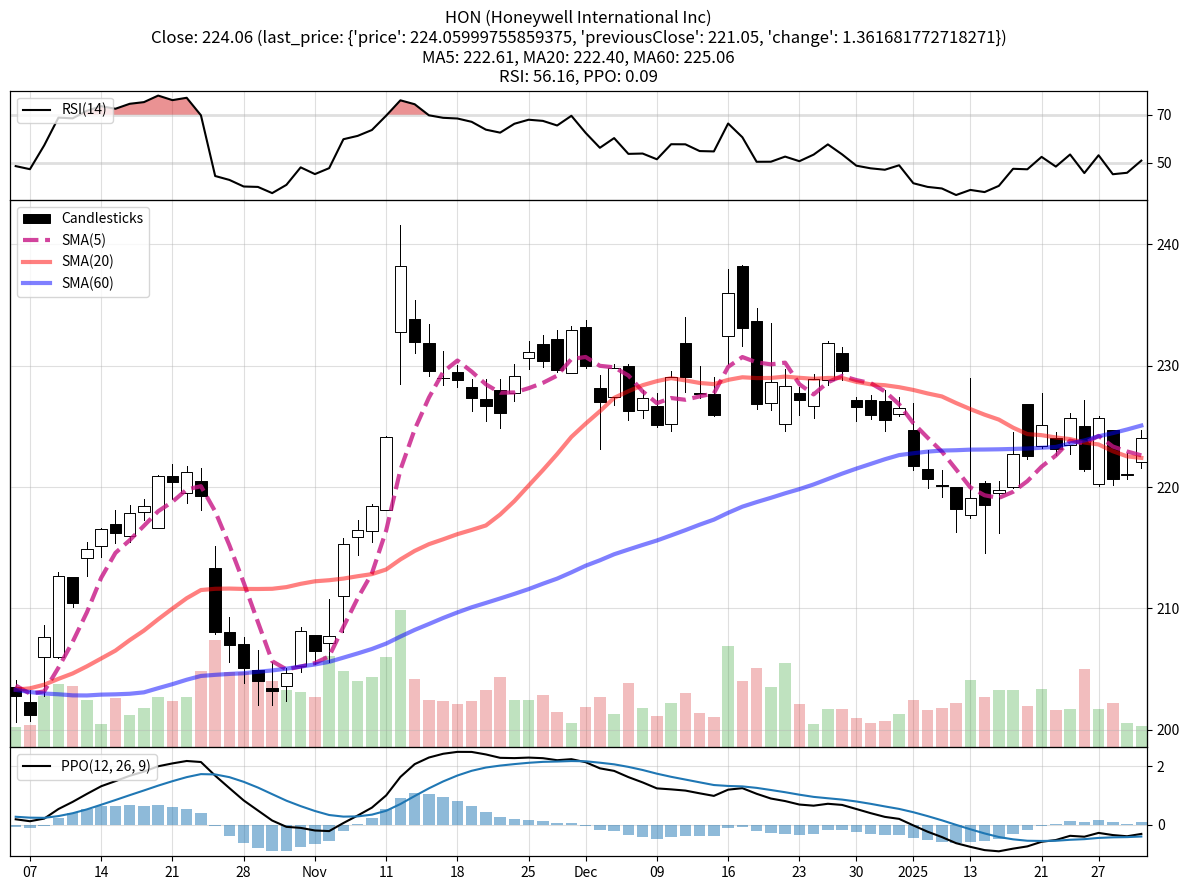 HON (Honeywell International Inc)
Close: 224.06 (last_price: {'price': 224.05999755859375, 'previousClose': 221.05, 'change': 1.361681772718271})
MA5: 222.61, MA20: 222.40, MA60: 225.06
RSI: 56.16, PPO: 0.09
RSI(14)
70
50
Candlesticks
SMA(5)
SMA(20)
SMA(60)
240
230
220
210
200
PPO(12, 26, 9)
2
0
07 14 21 28 Nov 11 18 25 Dec 09 16 23 30 2025 13 21 27